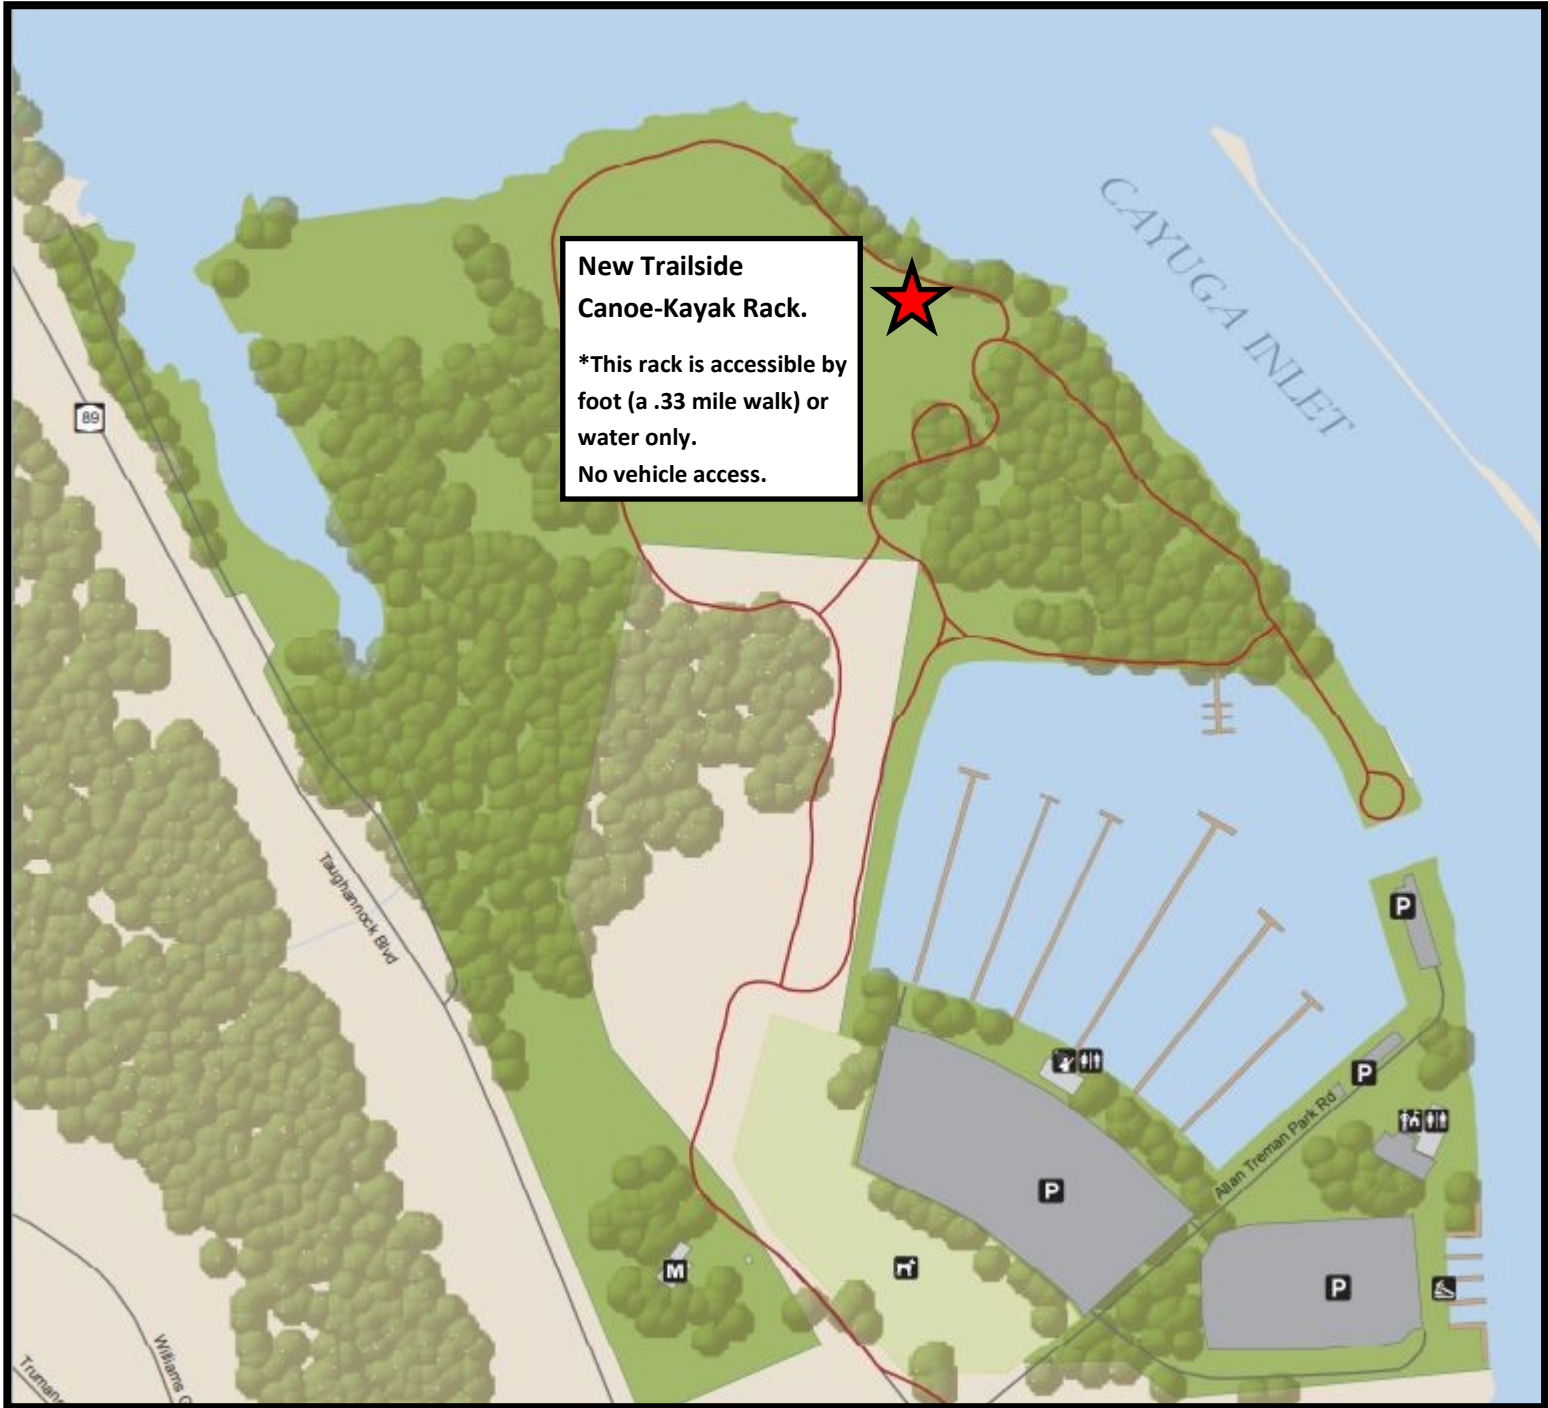 New Trailside
Canoe-Kayak Rack.
*This rack is accessible by
foot (a .33 mile walk) or
water only.
No vehicle access.
CAYUGA INLET
89
Taughannock Blvd
P
P
Allan Treman Park Rd
P
M
P
Williams